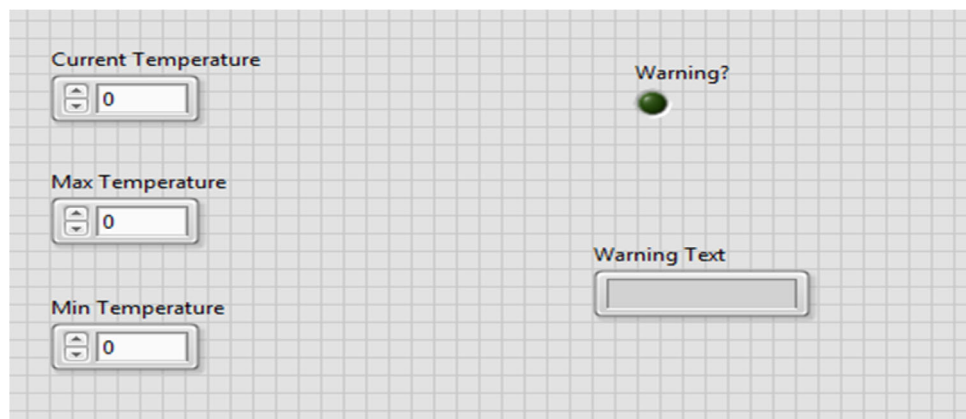 Current Temperature
0
Warning?
Max Temperature
0
Warning Text
Min Temperature
0